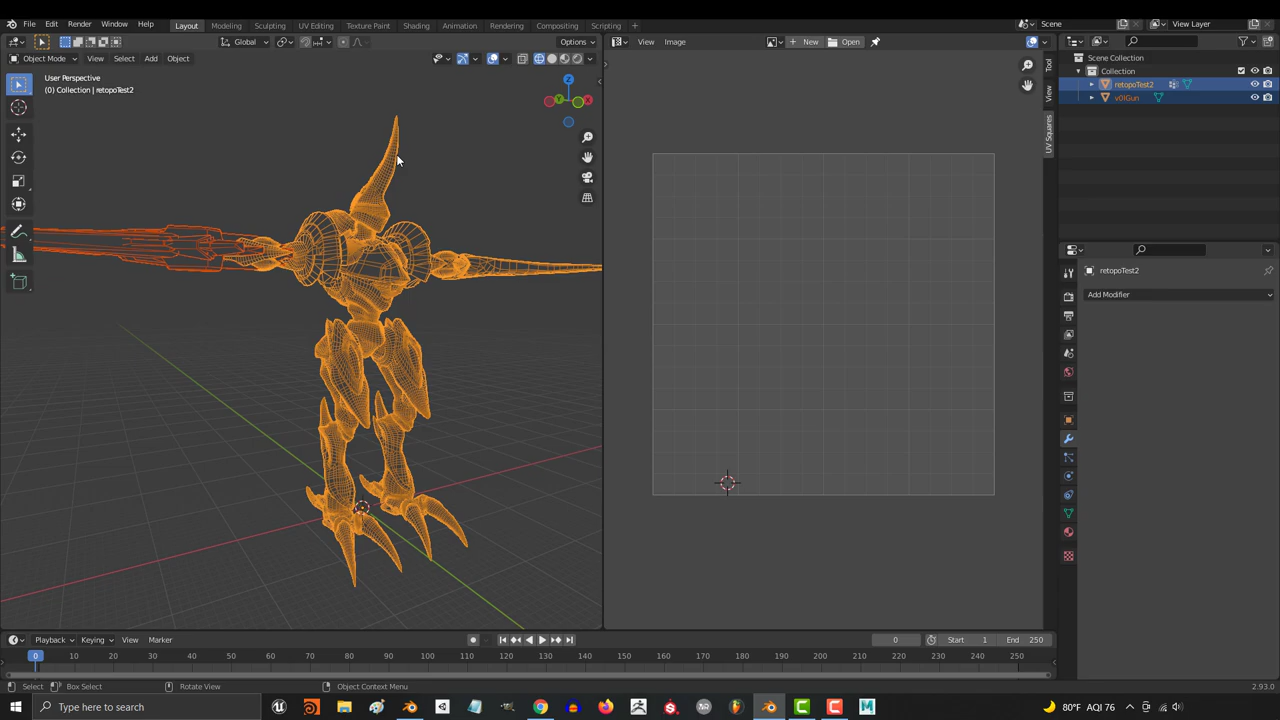 File Edit Render Window Help Layout Modeling Sculpting UV Editing Texture Paint Shading Animation Rendering Compositing Scripting + Scene View Layer
Global Options View Image New Open
Object Mode View Select Add Object
User Perspective
(0) Collection | retopoTest2
Z
Y
X
Tool
View
UV Squares
Scene Collection
Collection
retopoTest2
v0IGun
retopoTest2
Add Modifier
Playback Keying View Marker 0 Start 1 End 250
0 10 20 30 40 50 60 70 80 90 100 110 120 130 140 150 160 170 180 190 200 210 220 230 240 250
Select Box Select Rotate View Object Context Menu 2.93.0
Type here to search 80°F AQI 76